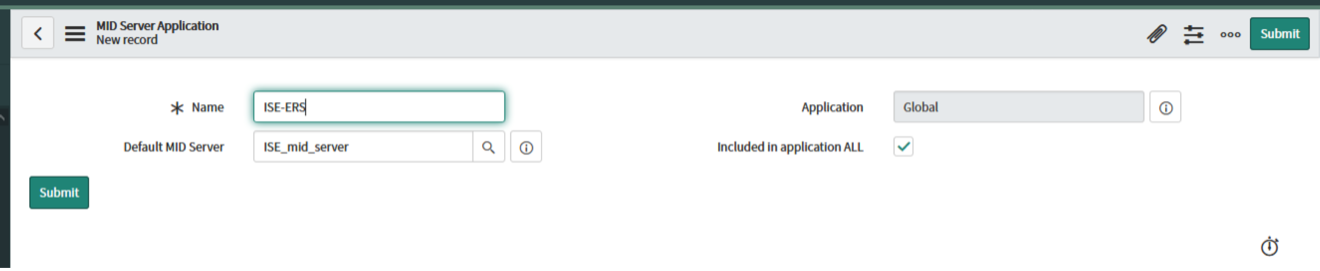 MID Server Application
New record
Submit
Name
ISE-ERS
Application
Global
Default MID Server
ISE_mid_server
Included in application ALL
Submit